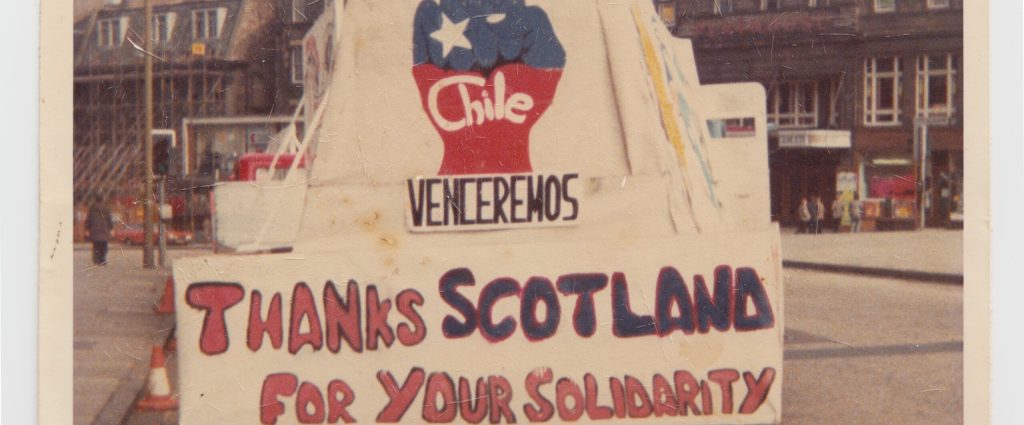 Chile
VENCEREMOS
THANKS SCOTLAND
FOR YOUR SOLIDARITY